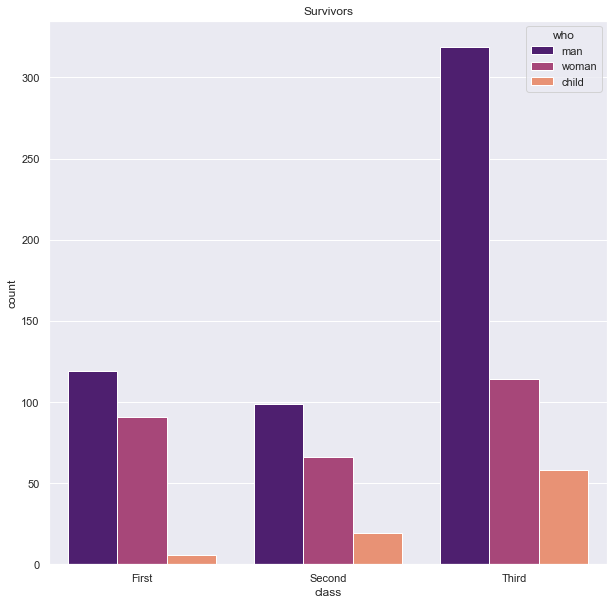 Survivors
who
man
woman
child
300
250
200
150
100
50
0
count
First Second Third
class